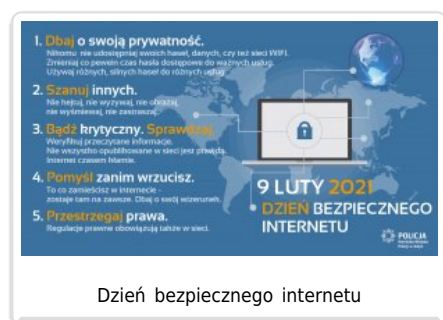 1. Dbaj o swoją prywatność.
Nikomu nie udostępniaj swoich haseł, danych, czy też sieci WIFI.
Zmieniaj co pewien czas hasła dostępowe do ważnych usług.
Używaj różnych, silnych haseł do różnych usług.
2. Szanuj innych.
Nie hejtuj, nie wyzywaj, nie obrażaj,
nie wyśmiewaj, nie zastraszaj.
3. Bądź krytyczny. Sprawdzaj.
Weryfikuj przeczytane informacje.
Nie wszystko opublikowane w sieci jest prawdą.
Internet czasem kłamie.
4. Pomyśl zanim wrzucisz.
To co zamieścisz w internecie -
zostaje tam na zawsze. Dbaj o swój wizerunek.
5. Przestrzegaj prawa.
Regulacje prawne obowiązują także w sieci.
9 LUTY 2021
DZIEŃ BEZPIECZNEGO
INTERNETU
POLICJA
Dzień bezpiecznego internetu